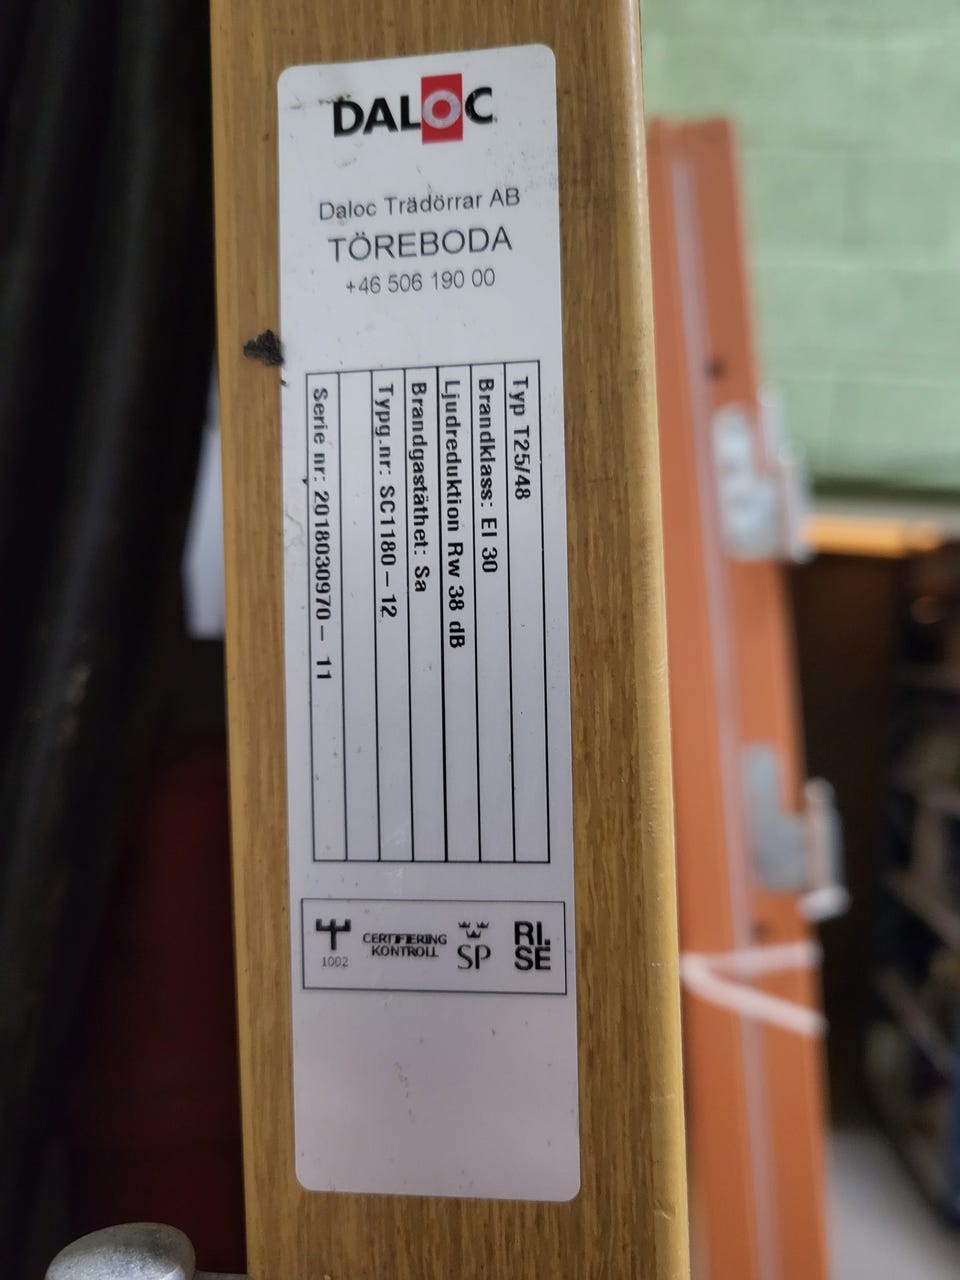 DALOC
Daloc Trädörrar AB
TÖREBODA
+46 506 190 00
Typ T25/48
Brandklass: EI 30
Ljudreduktion Rw 38 dB
Brandgastäthet: Sa
Typg.nr: SC1180-12
Serie nr: 2018030970-11
1002
CERTIFIERING
KONTROLL
SP
RI.
SE